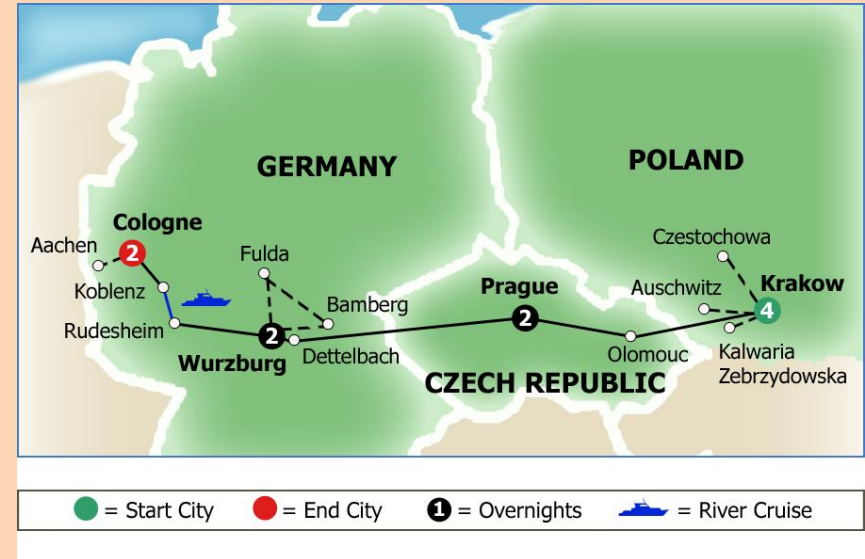 GERMANY
POLAND
Cologne
2
Aachen
Koblenz
Rudesheim
Fulda
Bamberg
2
Wurzburg
Dettelbach
Prague
2
Olomouc
CZECH REPUBLIC
Czestochowa
Auschwitz
Krakow
4
Kalwaria
Zebrzydowska
= Start City
= End City
1 = Overnights
= River Cruise